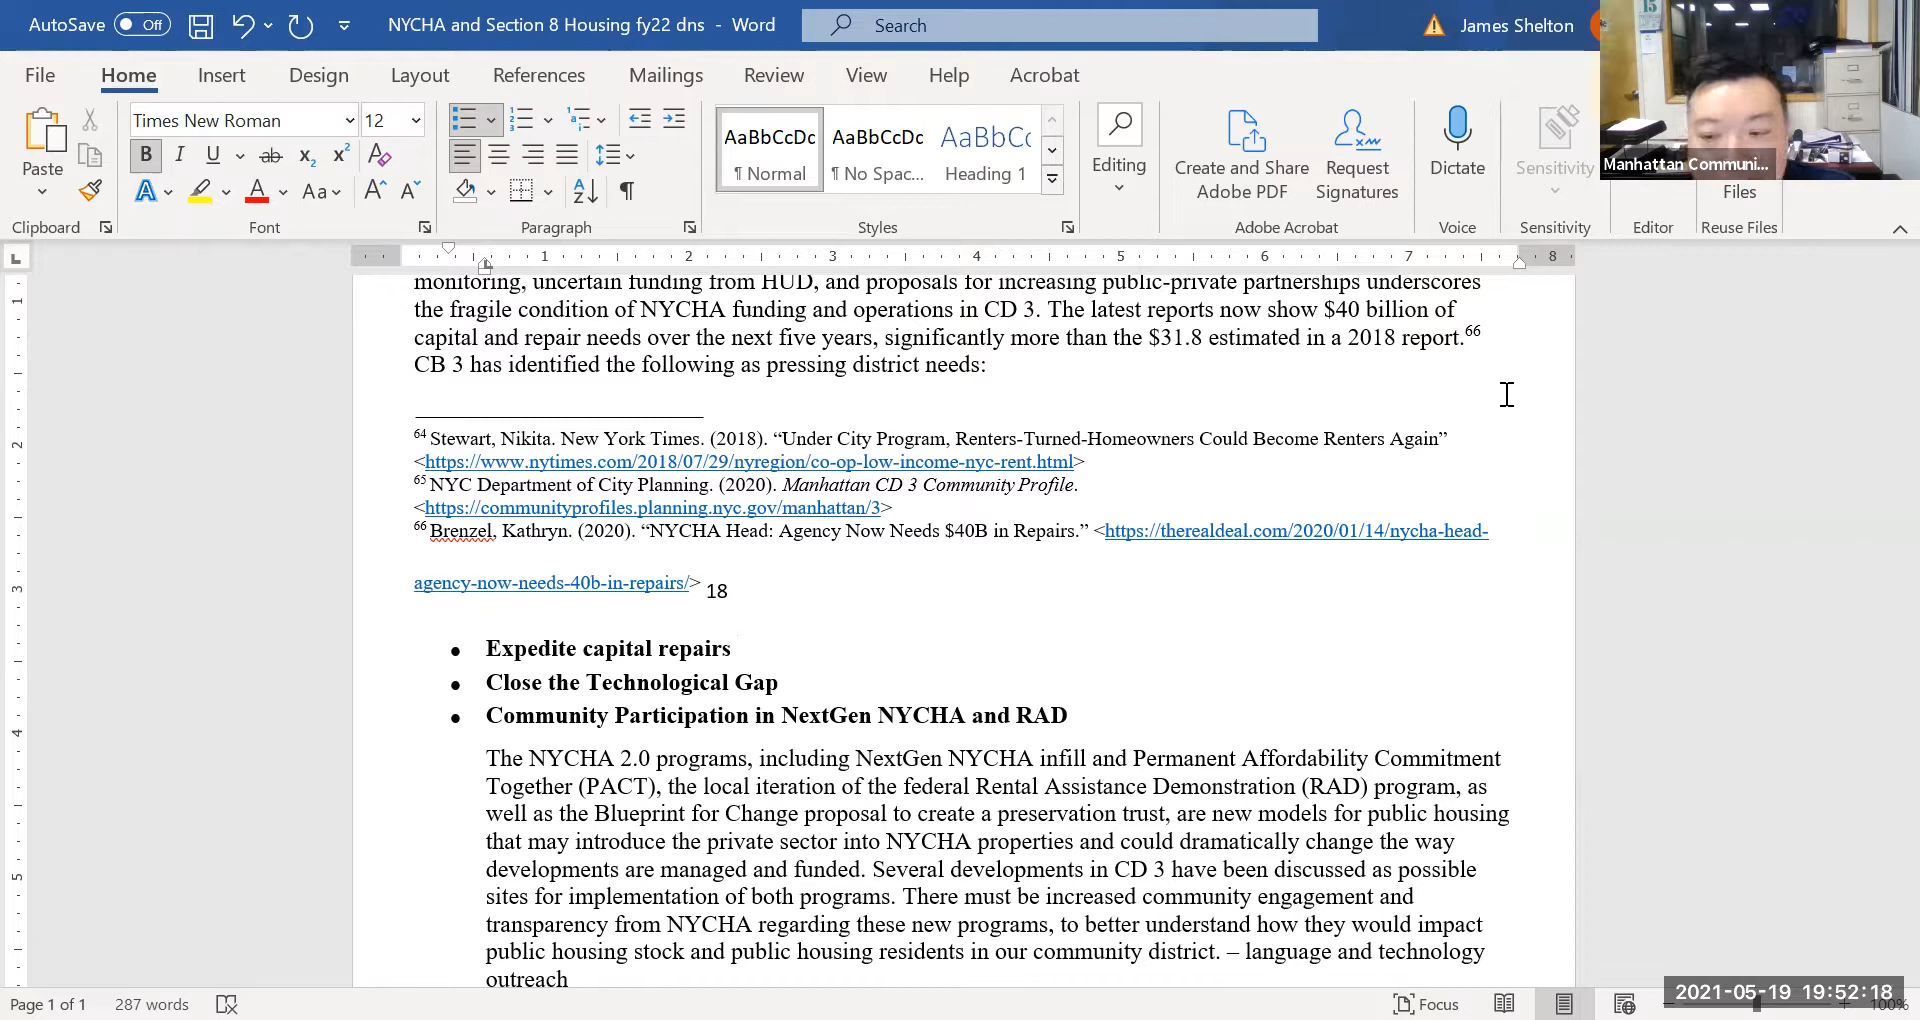 AutoSave Off NYCHA and Section 8 Housing fy22 dns - Word Search James Shelton
File Home Insert Design Layout References Mailings Review View Help Acrobat
Manhattan Communi...
Times New Roman 12
AaBbCcDc AaBbCcDc AaBbCc
Paste B I U ab x₂ x² A
¶ Normal ¶ No Spac... Heading 1
Editing
Create and Share Adobe PDF
Request Signatures
Dictate
Sensitivity
Files
Clipboard Font Paragraph Styles Adobe Acrobat Voice Sensitivity Editor Reuse Files
1 2 3 4 5 6 7 8
monitoring, uncertain funding from HUD, and proposals for increasing public-private partnerships underscores
the fragile condition of NYCHA funding and operations in CD 3. The latest reports now show $40 billion of
capital and repair needs over the next five years, significantly more than the $31.8 estimated in a 2018 report.66
CB 3 has identified the following as pressing district needs:
64 Stewart, Nikita. New York Times. (2018). “Under City Program, Renters-Turned-Homeowners Could Become Renters Again”
<https://www.nytimes.com/2018/07/29/nyregion/co-op-low-income-nyc-rent.html>
65 NYC Department of City Planning. (2020). Manhattan CD 3 Community Profile.
<https://communityprofiles.planning.nyc.gov/manhattan/3>
66 Brenzel, Kathryn. (2020). “NYCHA Head: Agency Now Needs $40B in Repairs.” <https://therealdeal.com/2020/01/14/nycha-head-
agency-now-needs-40b-in-repairs/> 18
• Expedite capital repairs
• Close the Technological Gap
• Community Participation in NextGen NYCHA and RAD
The NYCHA 2.0 programs, including NextGen NYCHA infill and Permanent Affordability Commitment
Together (PACT), the local iteration of the federal Rental Assistance Demonstration (RAD) program, as
well as the Blueprint for Change proposal to create a preservation trust, are new models for public housing
that may introduce the private sector into NYCHA properties and could dramatically change the way
developments are managed and funded. Several developments in CD 3 have been discussed as possible
sites for implementation of both programs. There must be increased community engagement and
transparency from NYCHA regarding these new programs, to better understand how they would impact
public housing stock and public housing residents in our community district. – language and technology
outreach
Page 1 of 1 287 words Focus 100%
2021-05-19 19:52:18